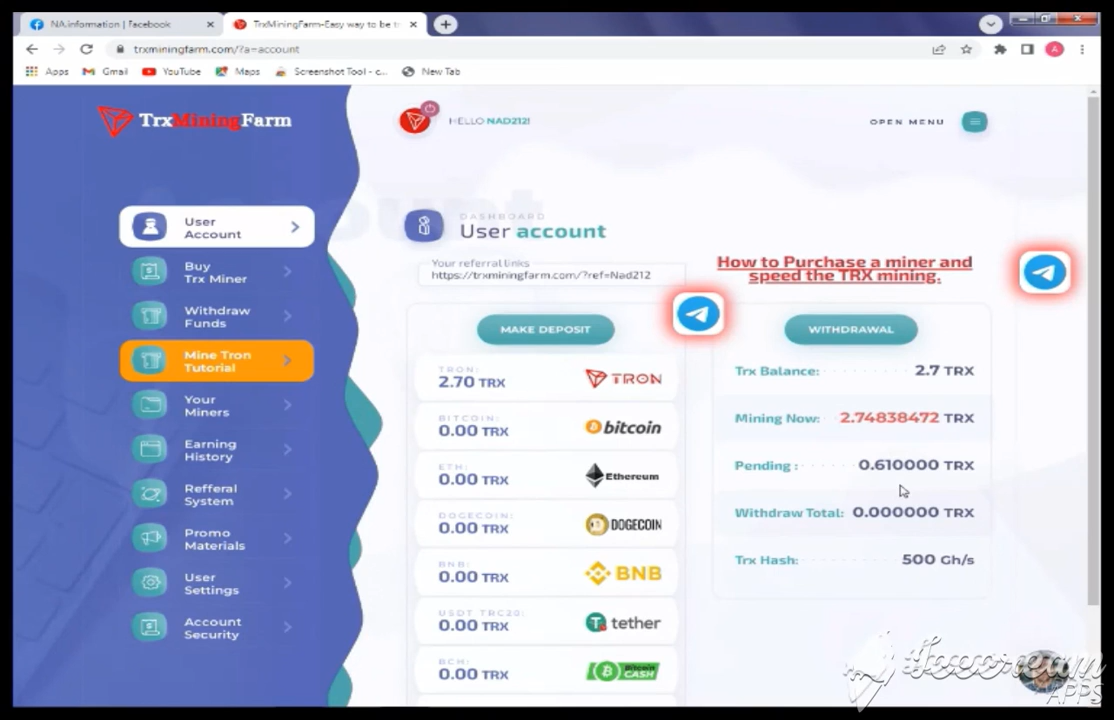 NA.information | Facebook
TrxMiningFarm-Easy way to be tr
trxminingfarm.com/?a=account
Apps Gmail YouTube Maps Screenshot Tool - c... New Tab
TrxMiningFarm
HELLO NAD212!
OPEN MENU
User
Account
Buy
Trx Miner
Withdraw
Funds
Mine Tron
Tutorial
Your
Miners
Earning
History
Refferal
System
Promo
Materials
User
Settings
Account
Security
DASHBOARD
User account
Your referral links
https://trxminingfarm.com/?ref=Nad212
How to Purchase a miner and
speed the TRX mining.
MAKE DEPOSIT
TRON:
2.70 TRX
TRON
BITCOIN:
0.00 TRX
bitcoin
ETH:
0.00 TRX
Ethereum
DOGECOIN:
0.00 TRX
DOGECOIN
BNB:
0.00 TRX
BNB
USDT TRC20:
0.00 TRX
tether
BCH:
0.00 TRX
Bitcoin
CASH
WITHDRAWAL
Trx Balance: 2.7 TRX
Mining Now: 2.74838472 TRX
Pending : 0.610000 TRX
Withdraw Total: 0.000000 TRX
Trx Hash: 500 Gh/s
Icecream
APPS